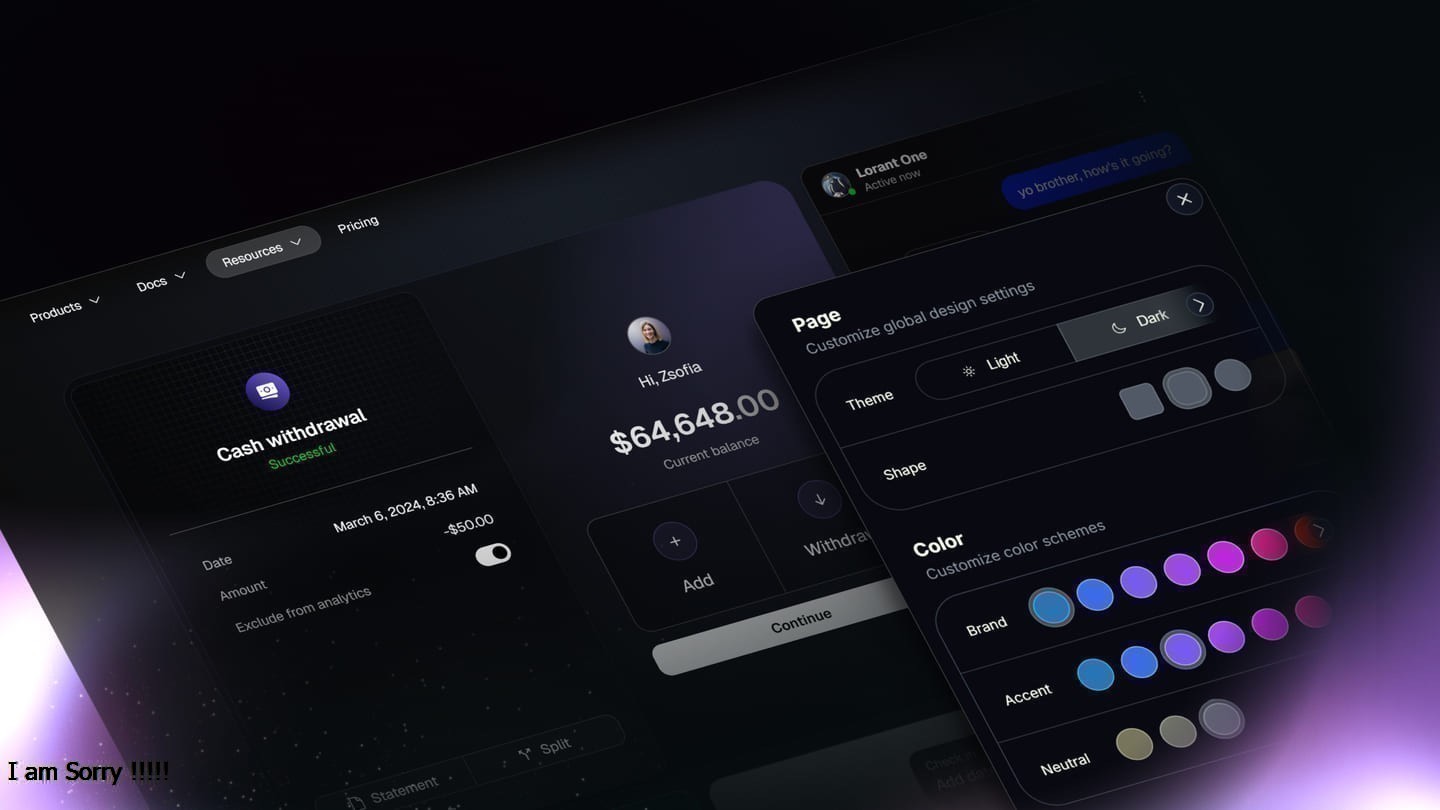 Products
Docs
Resources
Pricing
Cash withdrawal
Successful
Date
March 6, 2024, 8:36 AM
Amount
-$50.00
Exclude from analytics
Statement
Split
Hi, Zsofia
$64,648.00
Current balance
Add
Continue
Lorant One
Active now
yo brother, how's it going?
Page
Customize global design settings
Theme
Light
Dark
Shape
Color
Customize color schemes
Brand
Accent
Neutral
I am Sorry !!!!!